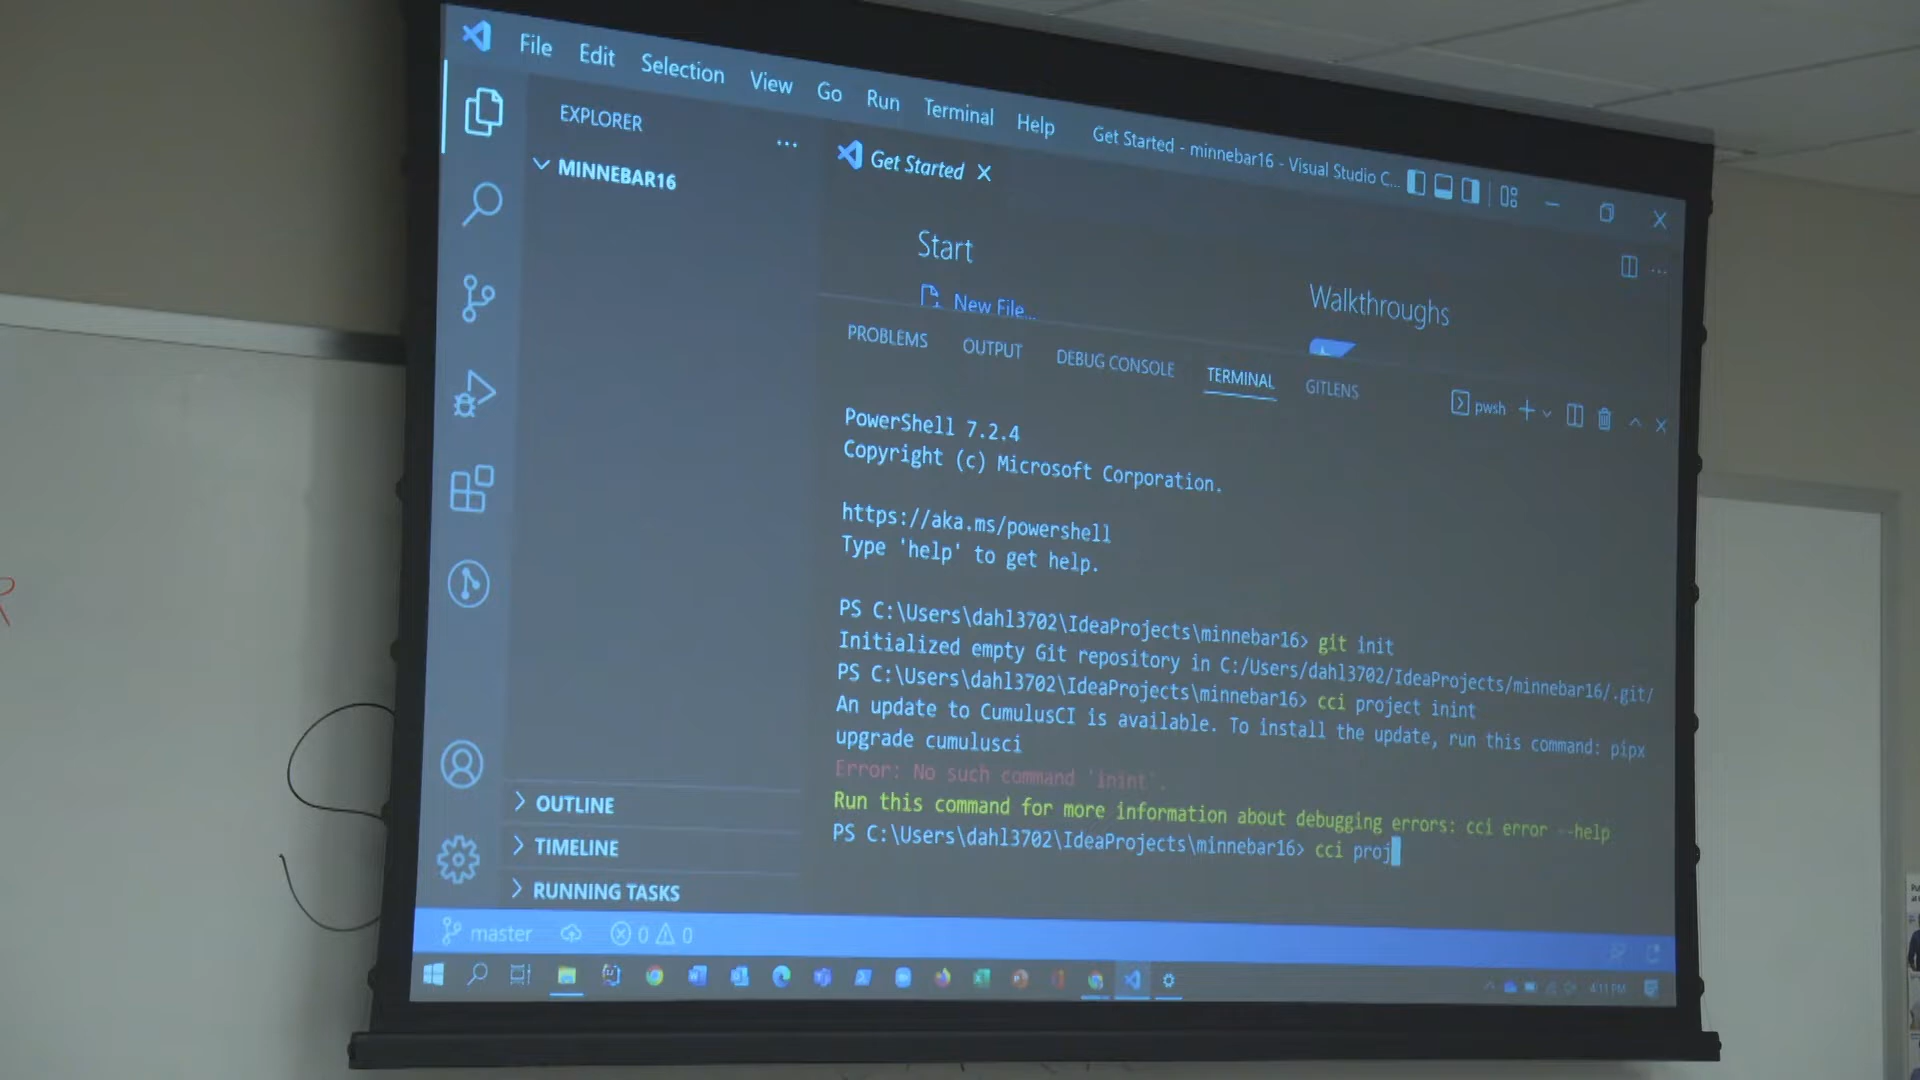 File Edit Selection View Go Run Terminal Help Get Started - minnebar16 - Visual Studio C...
EXPLORER
MINNEBAR16
Get Started
Start
New File...
Walkthroughs
PROBLEMS OUTPUT DEBUG CONSOLE TERMINAL GITLENS
pwsh
PowerShell 7.2.4
Copyright (c) Microsoft Corporation.
https://aka.ms/powershell
Type 'help' to get help.
PS C:\Users\dahl3702\IdeaProjects\minnebar16> git init
Initialized empty Git repository in C:/Users/dahl3702/IdeaProjects/minnebar16/.git/
PS C:\Users\dahl3702\IdeaProjects\minnebar16> cci project inint
An update to CumulusCI is available. To install the update, run this command: pipx
upgrade cumulusci
Error: No such command 'inint'.
Run this command for more information about debugging errors: cci error --help
PS C:\Users\dahl3702\IdeaProjects\minnebar16> cci proj
OUTLINE
TIMELINE
RUNNING TASKS
master 0 0
4:11 PM